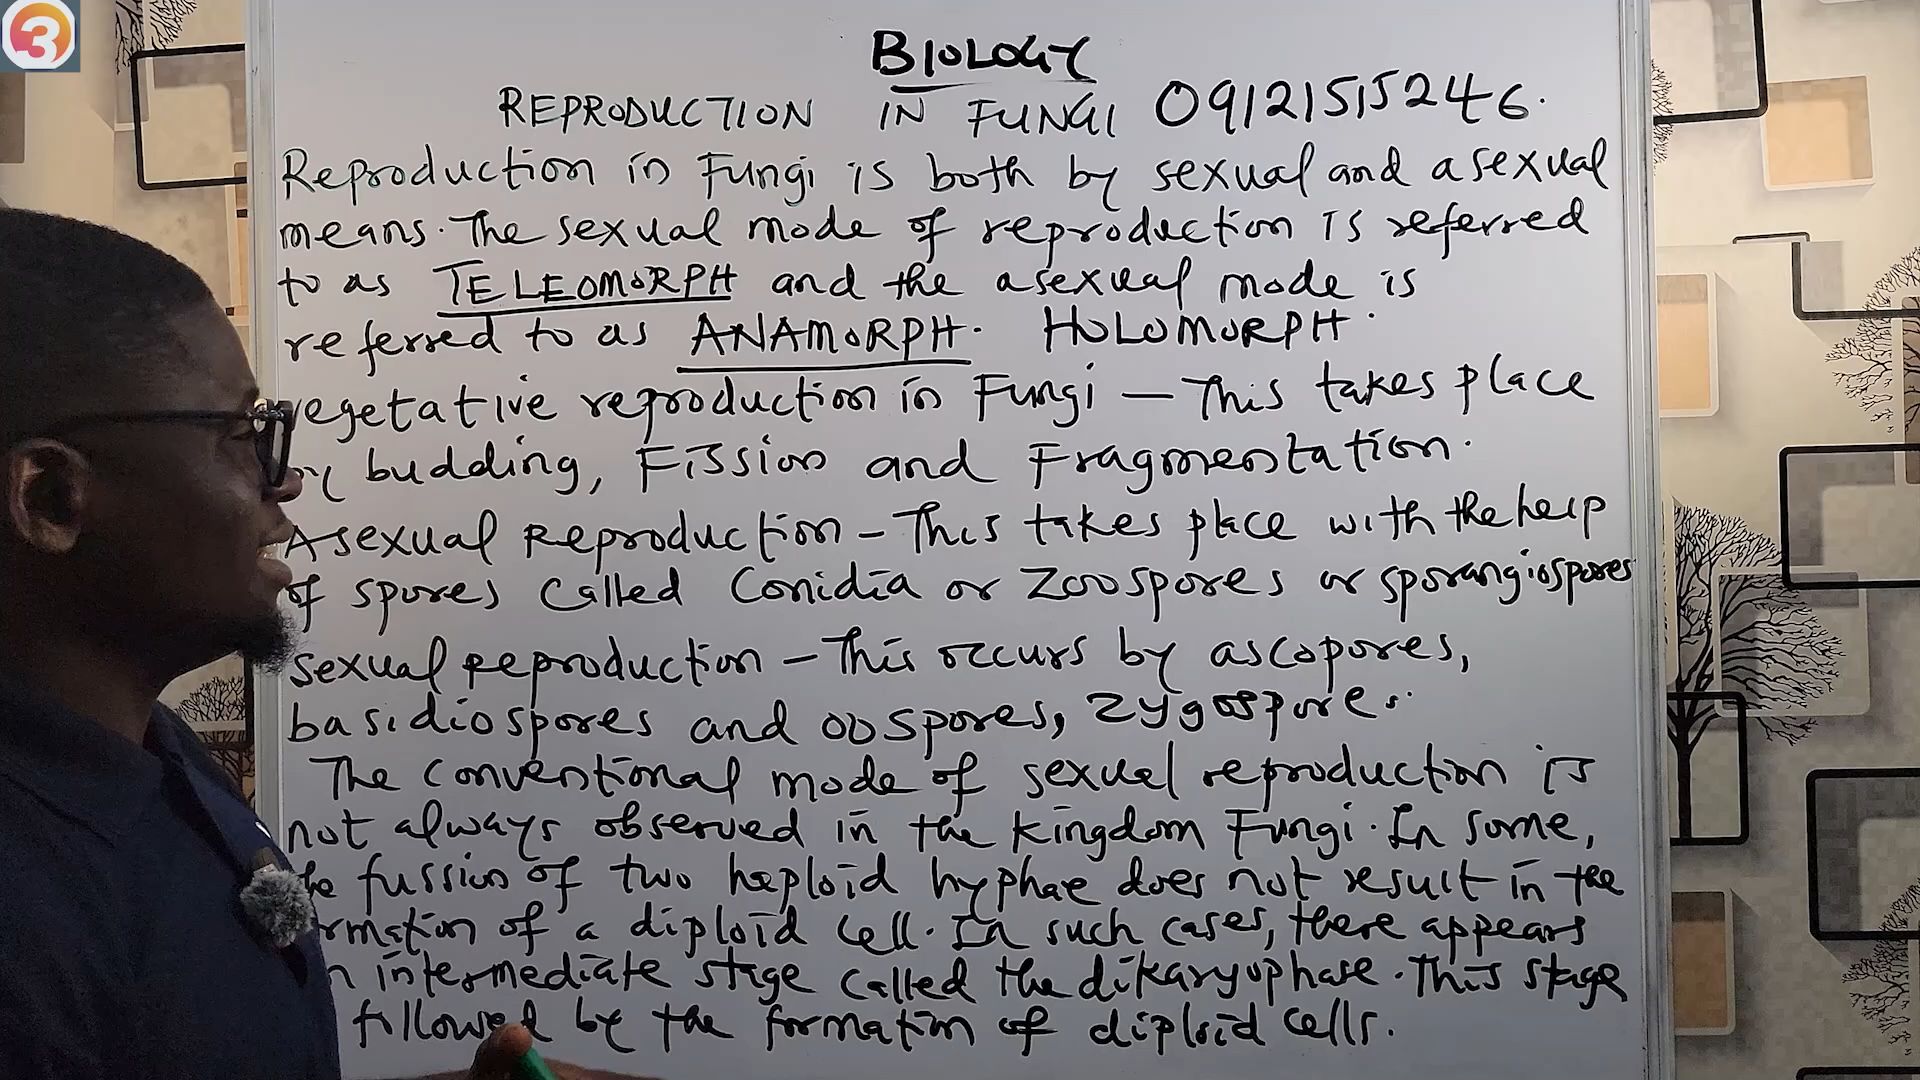 3
BIOLOGY
REPRODUCTION IN FUNGI 09121515246.
Reproduction in Fungi is both by sexual and asexual
means. The sexual mode of reproduction is referred
to as TELEOMORPH and the asexual mode is
referred to as ANAMORPH. HOLOMORPH.
vegetative reproduction in Fungi – This takes place
by budding, Fission and Fragmentation.
Asexual Reproduction – This takes place with the help
of spores called Conidia or Zoospores or sporangiospores
sexual reproduction – This occurs by ascopores,
basidiospores and oospores, zygospore.
The conventional mode of sexual reproduction is
not always observed in the kingdom Fungi. In some,
fussion of two haploid hyphae does not result in the
of a diploid cell. In such cases, there appears
intermediate stage called the dikaryophase. This stage
followed by the formation of diploid cells.